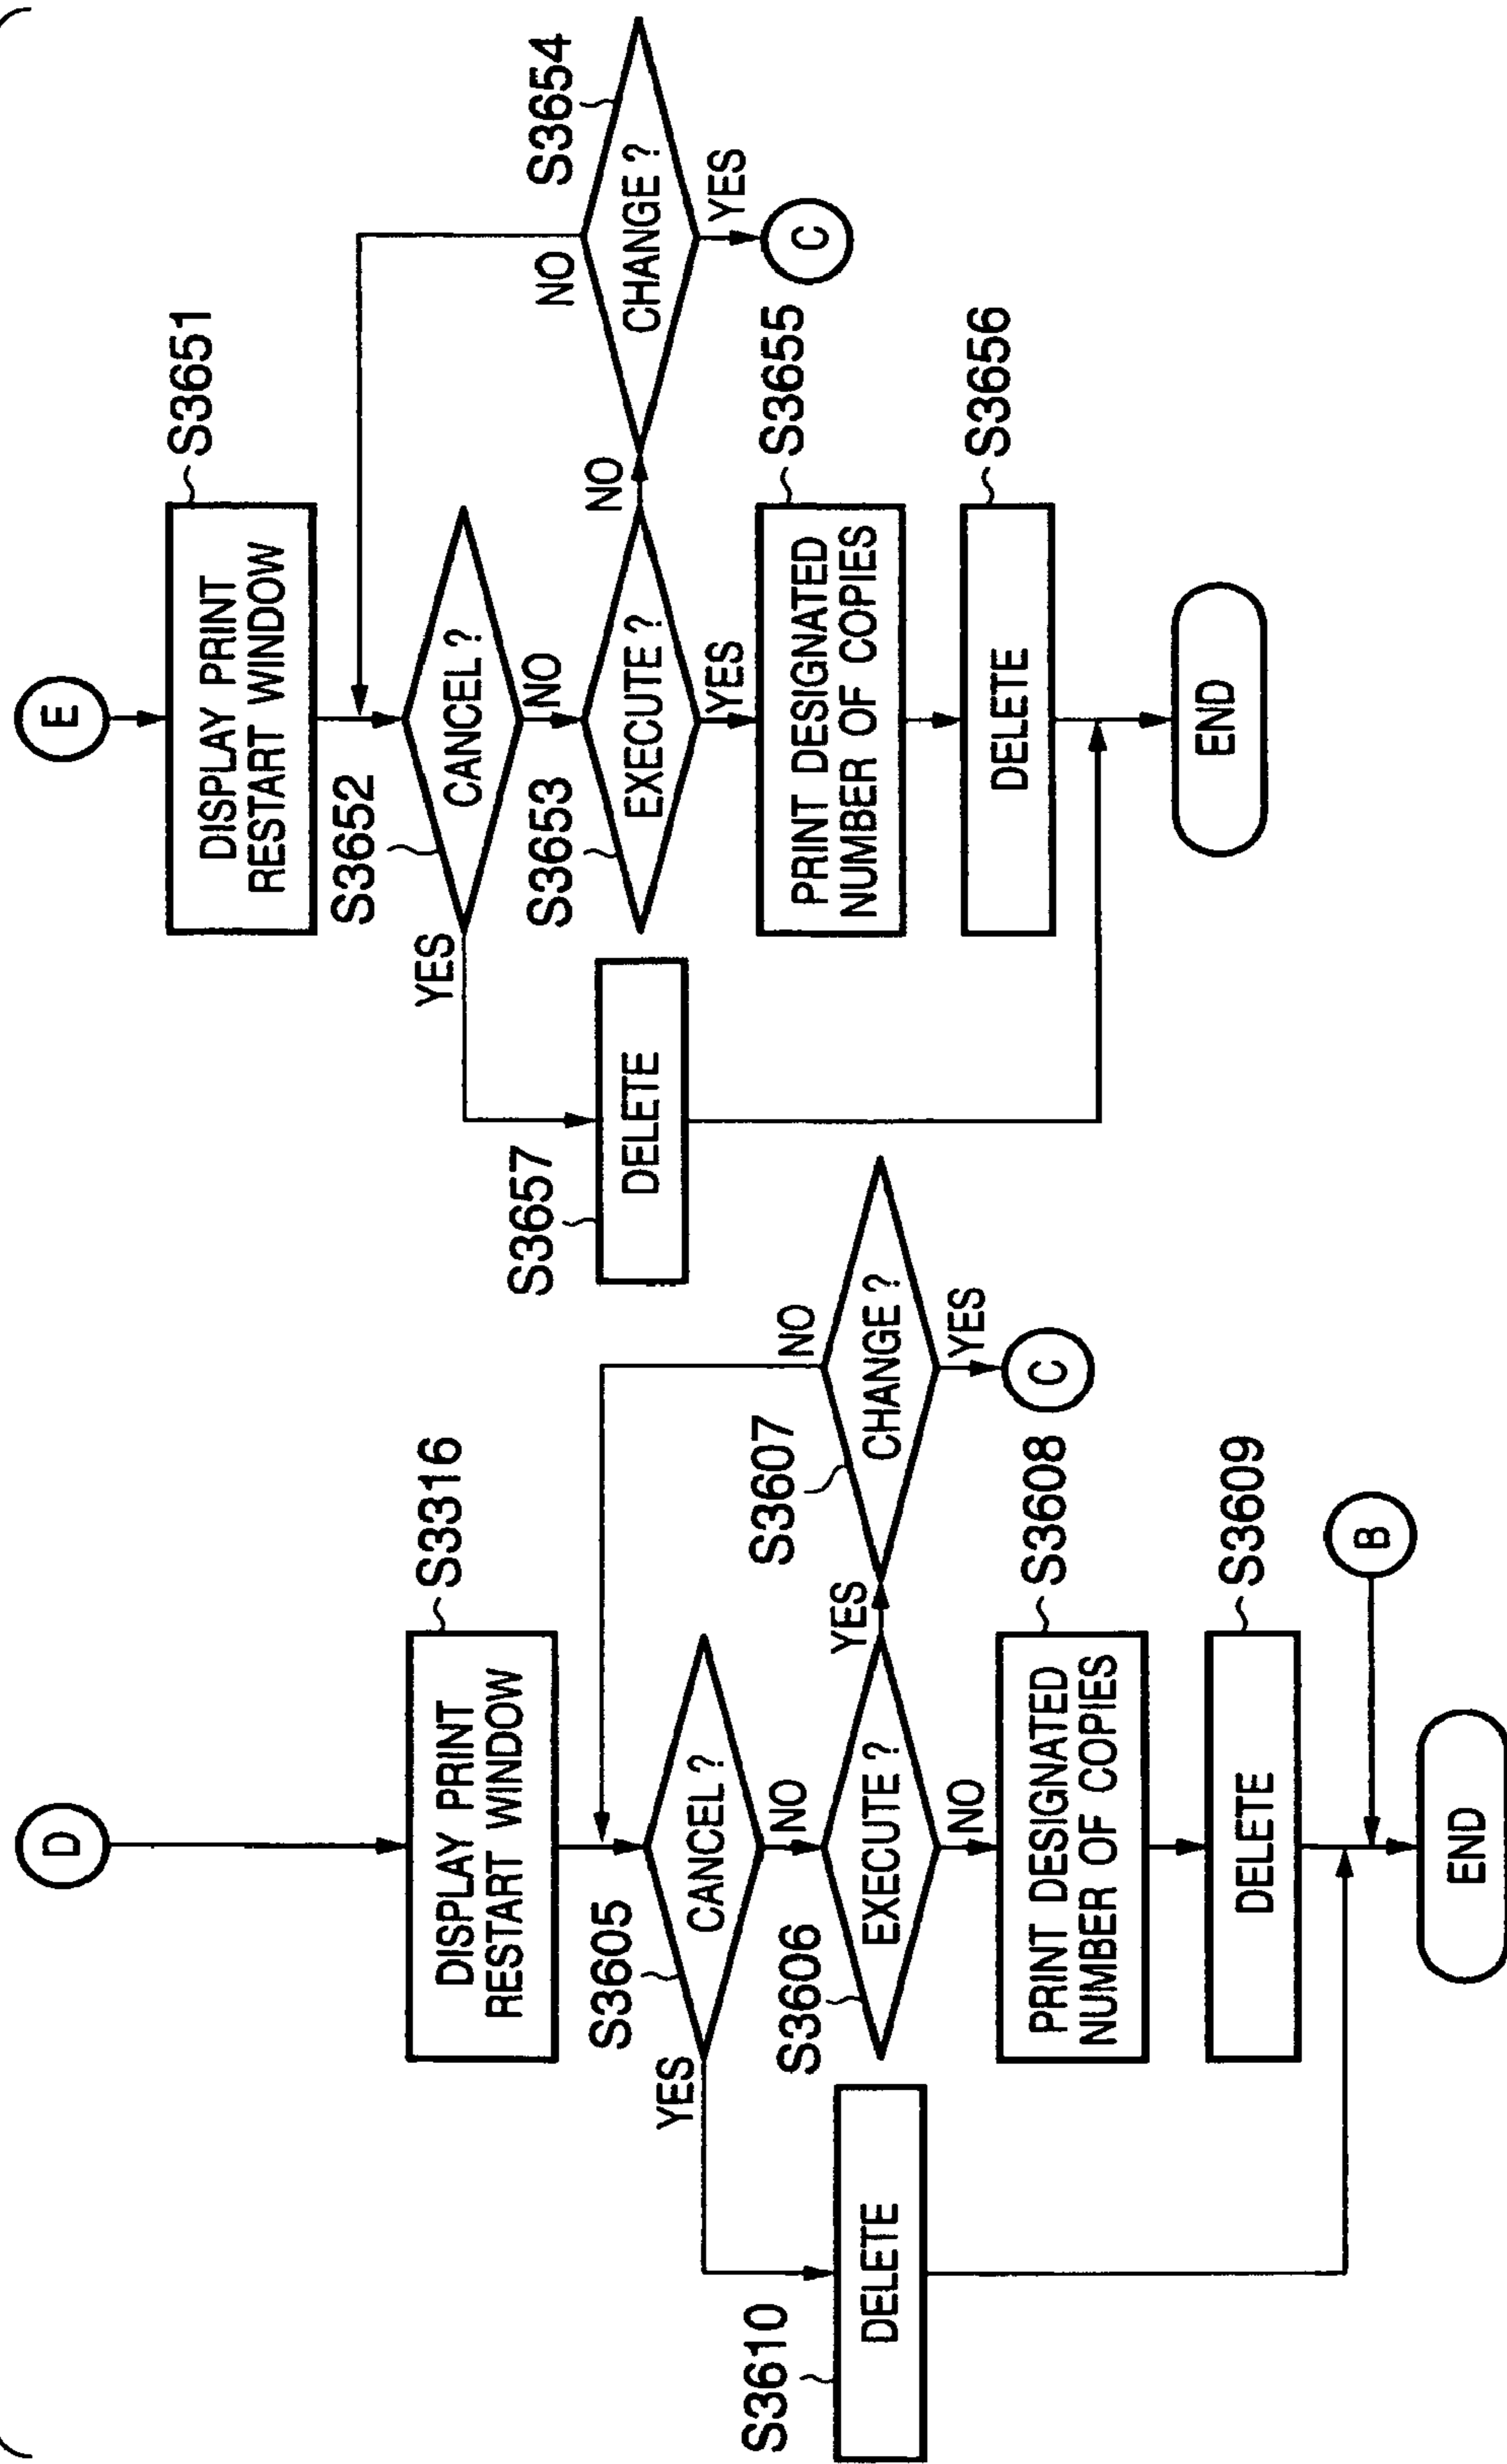 D
DISPLAY PRINT
RESTART WINDOW
S3316
CANCEL ?
S3605
YES
NO
EXECUTE ?
S3606
YES
NO
CHANGE ?
S3607
NO
YES
C
PRINT DESIGNATED
NUMBER OF COPIES
S3608
DELETE
S3609
B
S3610
DELETE
END
E
DISPLAY PRINT
RESTART WINDOW
S3651
CANCEL ?
S3652
YES
NO
EXECUTE ?
S3653
NO
YES
CHANGE ?
S3654
NO
YES
C
PRINT DESIGNATED
NUMBER OF COPIES
S3655
DELETE
S3656
S3657
DELETE
END